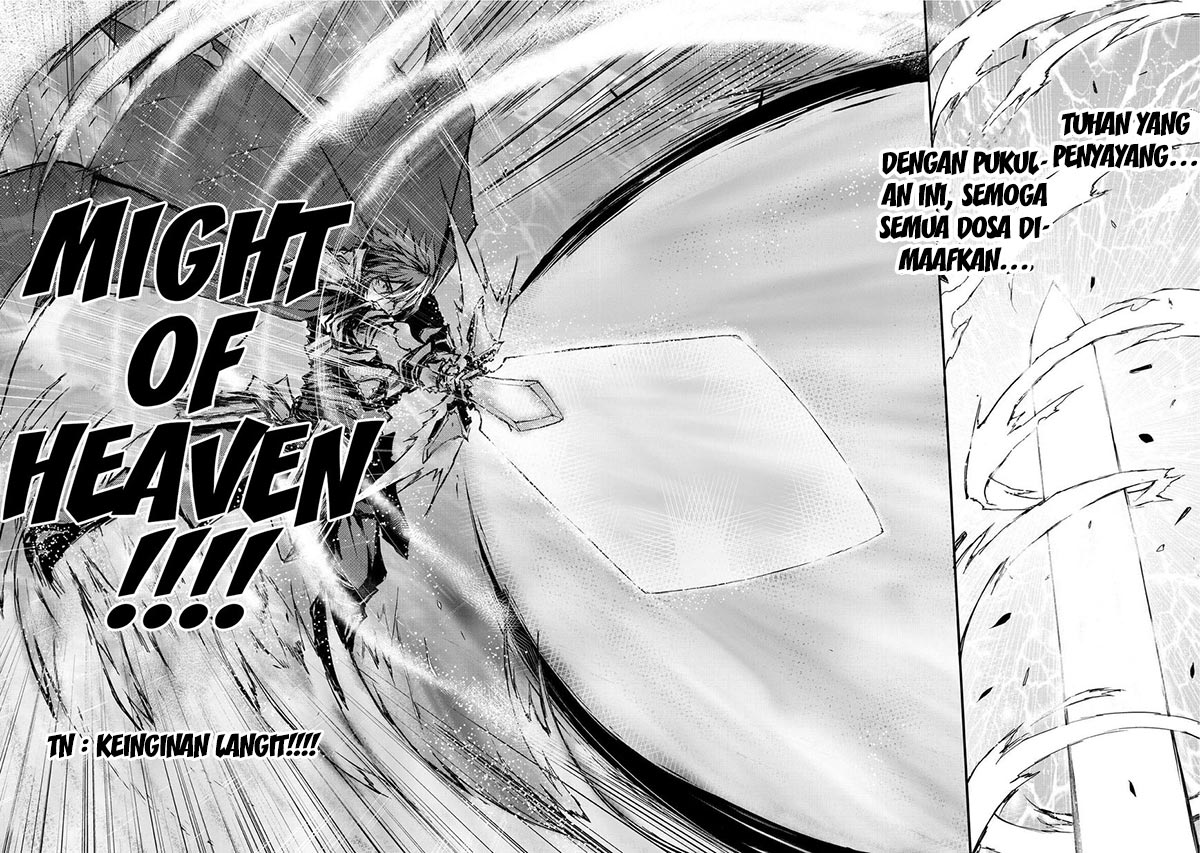 TUHAN YANG
PENYAYANG...
DENGAN PUKUL-
AN INI, SEMOGA
SEMUA DOSA DI-
MAAFKAN...
MIGHT
OF
HEAVEN
!!!!
TN : KEINGINAN LANGIT!!!!